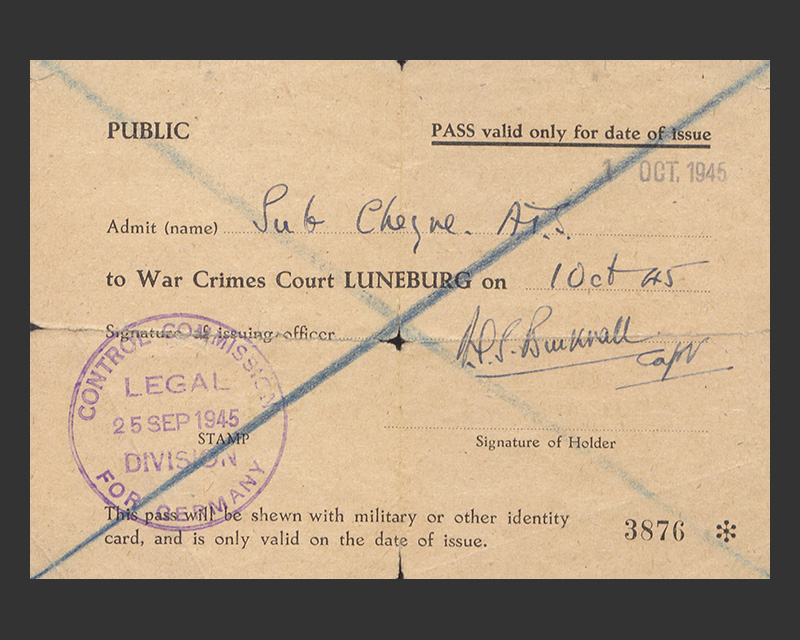 PUBLIC
PASS valid only for date of issue
1 OCT. 1945
Admit (name) Sub Cheyne. ATS.
to War Crimes Court LUNEBURG on 1 Oct 45
Signature of issuing officer
Capt
CONTROL COMMISSION
LEGAL
25 SEP 1945
STAMP
DIVISION
FOR GERMANY
Signature of Holder
This pass will be shewn with military or other identity
card, and is only valid on the date of issue.
3876 *